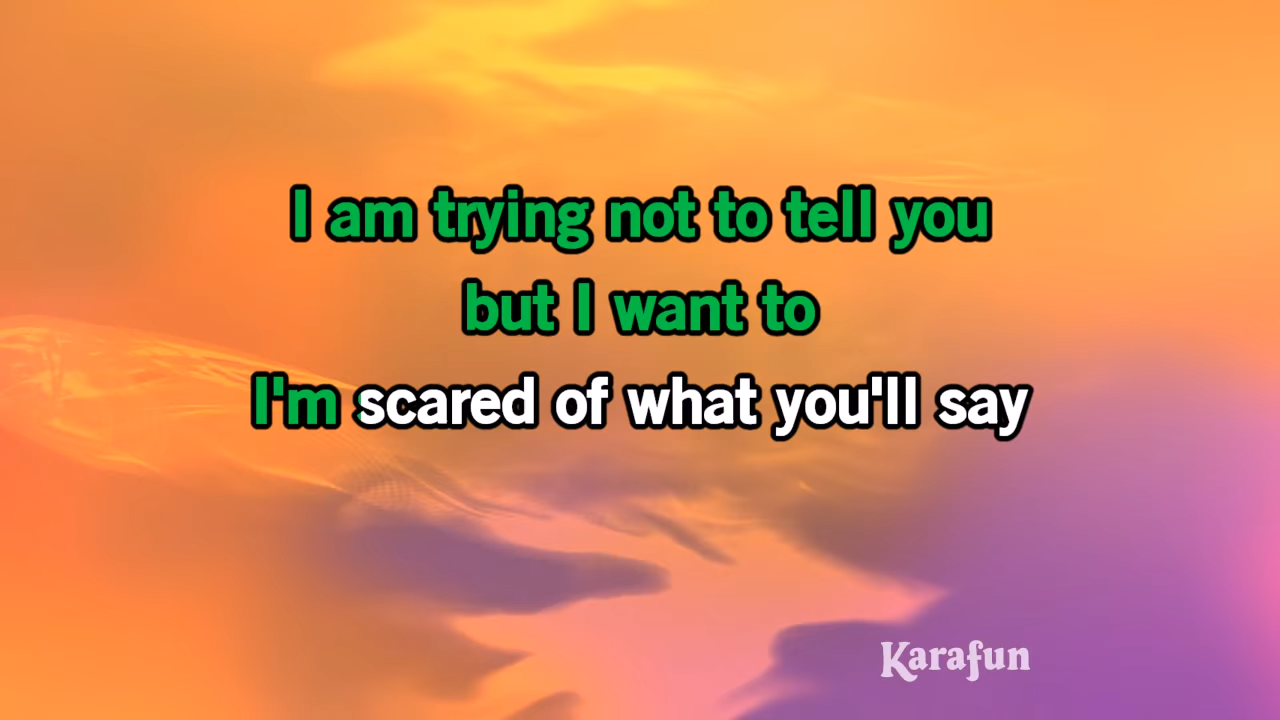 I am trying not to tell you
but I want to
I'm scared of what you'll say
Karafun